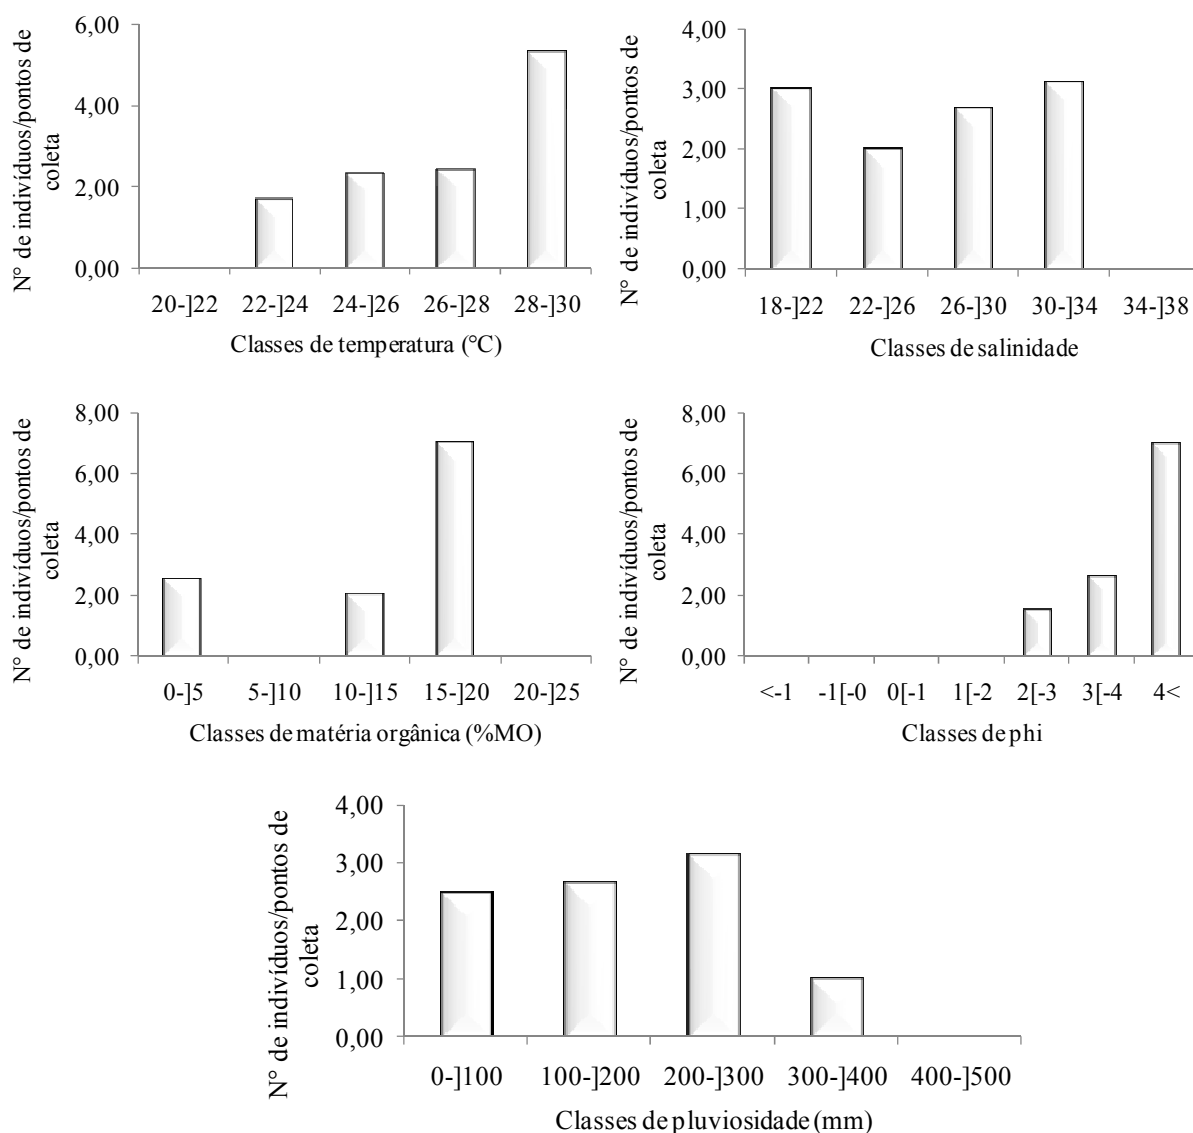 N° de indivíduos/pontos de
coleta
6,00
4,00
2,00
0,00
20-]22 22-]24 24-]26 26-]28 28-]30
Classes de temperatura (°C)
N° de indivíduos/pontos de
coleta
4,00
3,00
2,00
1,00
0,00
18-]22 22-]26 26-]30 30-]34 34-]38
Classes de salinidade
N° de indivíduos/pontos de
coleta
8,00
6,00
4,00
2,00
0,00
0-]5 5-]10 10-]15 15-]20 20-]25
Classes de matéria orgânica (%MO)
N° de indivíduos/pontos de
coleta
8,00
6,00
4,00
2,00
0,00
<-1 -1[-0 0[-1 1[-2 2[-3 3[-4 4<
Classes de phi
N° de indivíduos/pontos de
coleta
4,00
3,00
2,00
1,00
0,00
0-]100 100-]200 200-]300 300-]400 400-]500
Classes de pluviosidade (mm)